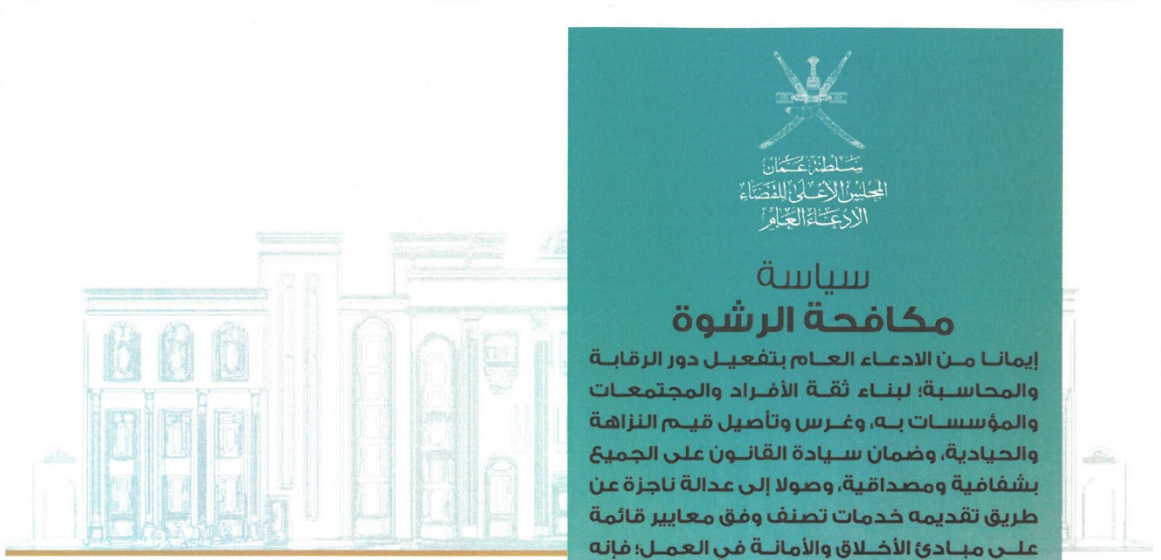 سلطنة عُمان
المجلس الأعلى للقضاء
الادعاء العام
سياسة
مكافحة الرشوة
إيمانا من الادعاء العام بتفعيل دور الرقابة
والمحاسبة؛ لبناء ثقة الأفراد والمجتمعات
والمؤسسات به، وغرس وتأصيل قيم النزاهة
والحيادية، وضمان سيادة القانون على الجميع
بشفافية ومصداقية، وصولا إلى عدالة ناجزة عن
طريق تقديمه خدمات تصنف وفق معايير قائمة
على مبادئ الأخلاق والأمانة في العمل؛ فإنه